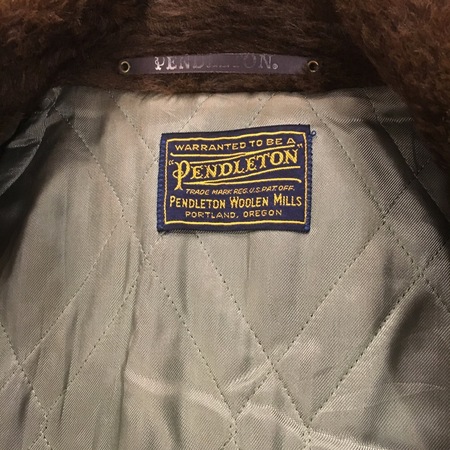 PENDLETON®
WARRANTED TO BE A
"PENDLETON"
TRADE MARK REG. U.S. PAT. OFF.
PENDLETON WOOLEN MILLS
PORTLAND, OREGON